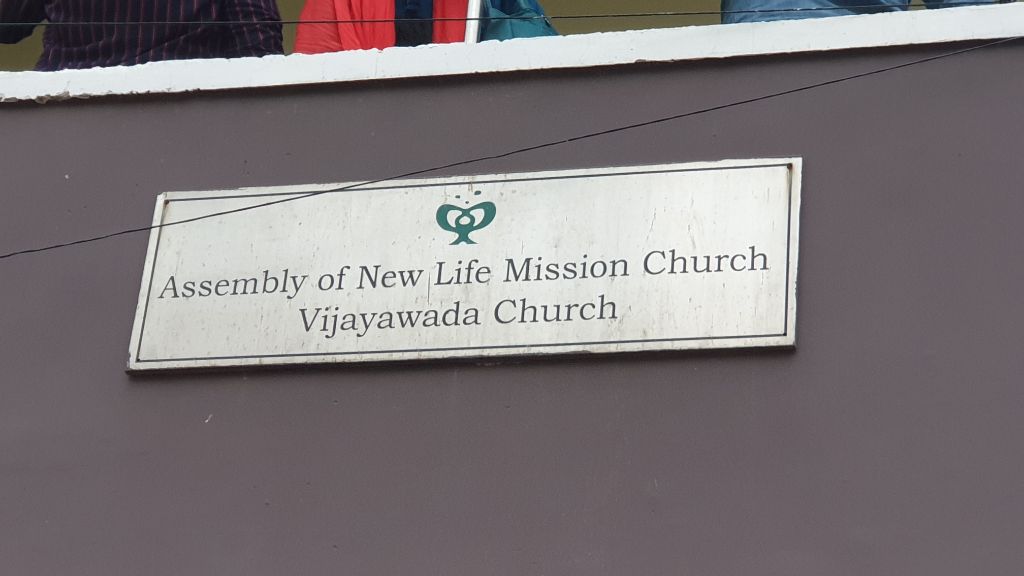 Assembly of New Life Mission Church
Vijayawada Church